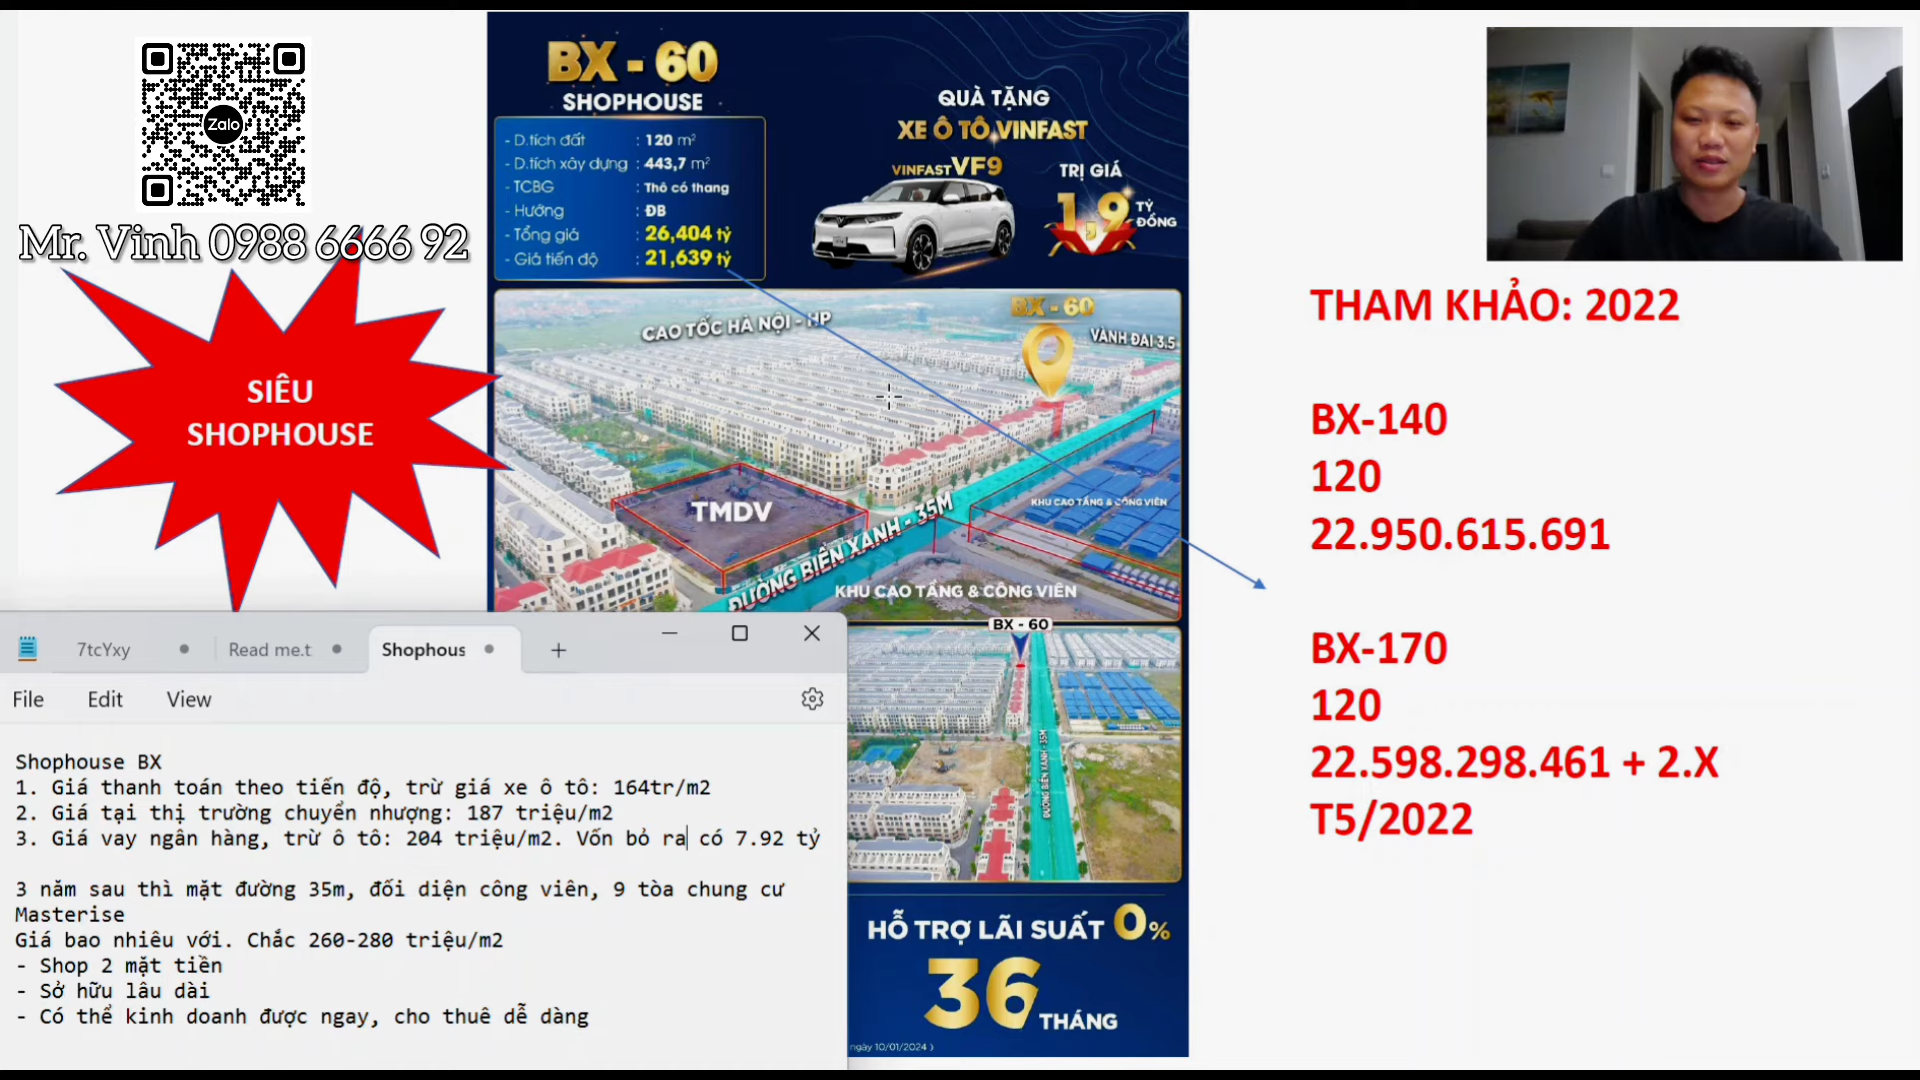 Zalo
Mr. Vinh 0988 6666 92
SIÊU
SHOPHOUSE
BX - 60
SHOPHOUSE
- D.tích đất : 120 m²
- D.tích xây dựng : 443,7 m²
- TCBG : Thô có thang
- Hướng : ĐB
- Tổng giá : 26,404 tỷ
- Giá tiến độ : 21,639 tỷ
QUÀ TẶNG
XE Ô TÔ VINFAST
VINFAST VF9
TRỊ GIÁ
1,9 TỶ ĐỒNG
CAO TỐC HÀ NỘI - HP
BX - 60
VÀNH ĐAI 3.5
TMDV
ĐƯỜNG BIỂN XANH - 35M
KHU CAO TẦNG & CÔNG VIÊN
KHU CAO TẦNG & CÔNG VIÊN
BX - 60
ĐƯỜNG BIỂN XANH - 35M
HỖ TRỢ LÃI SUẤT 0%
36 THÁNG
ngày 10/01/2024 )
THAM KHẢO: 2022
BX-140
120
22.950.615.691
BX-170
120
22.598.298.461 + 2.X
T5/2022
7tcYxy
Read me.t
Shophous
File Edit View
Shophouse BX
1. Giá thanh toán theo tiến độ, trừ giá xe ô tô: 164tr/m2
2. Giá tại thị trường chuyển nhượng: 187 triệu/m2
3. Giá vay ngân hàng, trừ ô tô: 204 triệu/m2. Vốn bỏ ra có 7.92 tỷ
3 năm sau thì mặt đường 35m, đối diện công viên, 9 tòa chung cư
Masterise
Giá bao nhiêu với. Chắc 260-280 triệu/m2
- Shop 2 mặt tiền
- Sở hữu lâu dài
- Có thể kinh doanh được ngay, cho thuê dễ dàng